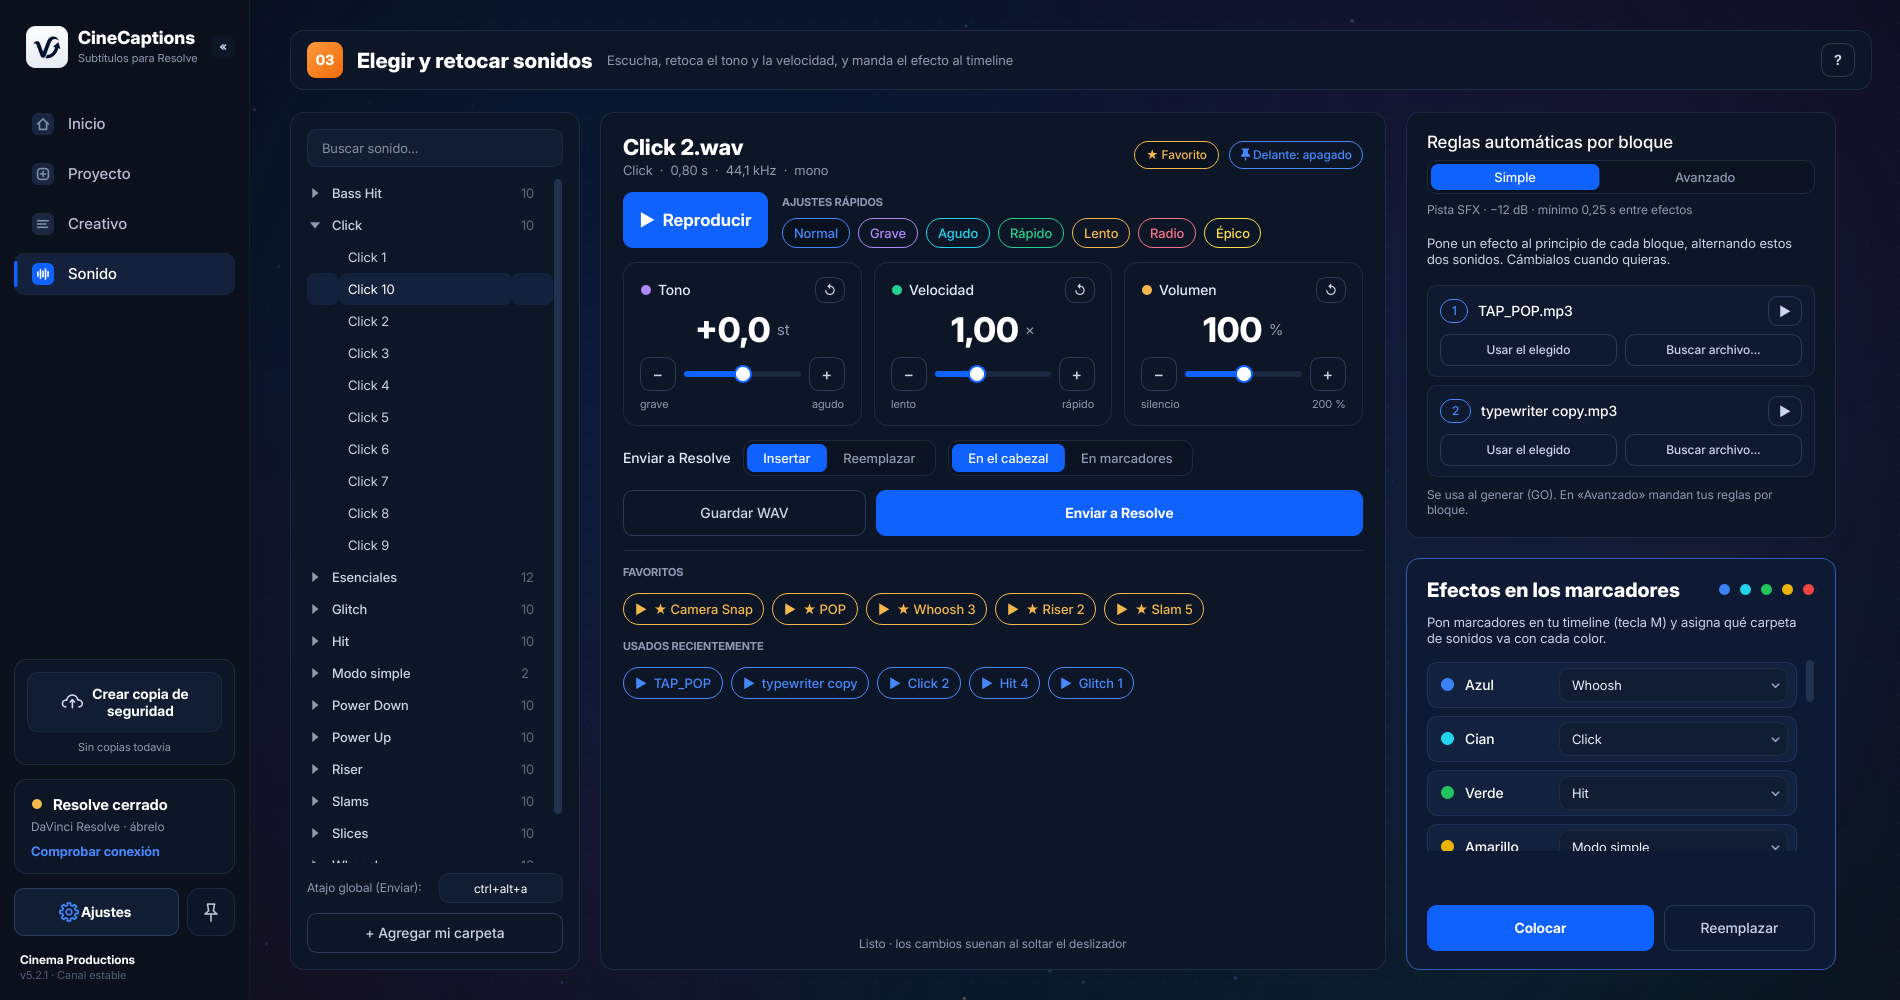 CineCaptions
Subtítulos para Resolve
«
Inicio
Proyecto
Creativo
Sonido
Crear copia de
seguridad
Sin copias todavía
Resolve cerrado
DaVinci Resolve · ábrelo
Comprobar conexión
Ajustes
Cinema Productions
v5.2.1 · Canal estable
03 Elegir y retocar sonidos Escucha, retoca el tono y la velocidad, y manda el efecto al timeline ?
Buscar sonido...
Bass Hit 10
Click 10
Click 1
Click 10
Click 2
Click 3
Click 4
Click 5
Click 6
Click 7
Click 8
Click 9
Esenciales 12
Glitch 10
Hit 10
Modo simple 2
Power Down 10
Power Up 10
Riser 10
Slams 10
Slices 10
Atajo global (Enviar): ctrl+alt+a
+ Agregar mi carpeta
Click 2.wav
Click · 0,80 s · 44,1 kHz · mono
★ Favorito Delante: apagado
Reproducir
AJUSTES RÁPIDOS
Normal Grave Agudo Rápido Lento Radio Épico
Tono
+0,0 st
− +
grave agudo
Velocidad
1,00 ×
− +
lento rápido
Volumen
100 %
− +
silencio 200 %
Enviar a Resolve Insertar Reemplazar En el cabezal En marcadores
Guardar WAV Enviar a Resolve
FAVORITOS
★ Camera Snap ★ POP ★ Whoosh 3 ★ Riser 2 ★ Slam 5
USADOS RECIENTEMENTE
TAP_POP typewriter copy Click 2 Hit 4 Glitch 1
Listo · los cambios suenan al soltar el deslizador
Reglas automáticas por bloque
Simple Avanzado
Pista SFX · −12 dB · mínimo 0,25 s entre efectos
Pone un efecto al principio de cada bloque, alternando estos
dos sonidos. Cámbialos cuando quieras.
1 TAP_POP.mp3
Usar el elegido Buscar archivo...
2 typewriter copy.mp3
Usar el elegido Buscar archivo...
Se usa al generar (GO). En «Avanzado» mandan tus reglas por
bloque.
Efectos en los marcadores
Pon marcadores en tu timeline (tecla M) y asigna qué carpeta
de sonidos va con cada color.
Azul Whoosh
Cian Click
Verde Hit
Amarillo Modo simple
Colocar Reemplazar